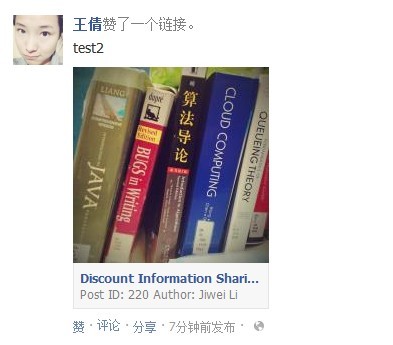 王倩赞了一个链接。
test2
LIANG
JAVA
dupré
Revised
Edition
BUGS in Writing
算法导论
CLOUD COMPUTING
QUEUEING THEORY
Discount Information Shari...
Post ID: 220 Author: Jiwei Li
赞 · 评论 · 分享 · 7分钟前发布 ·